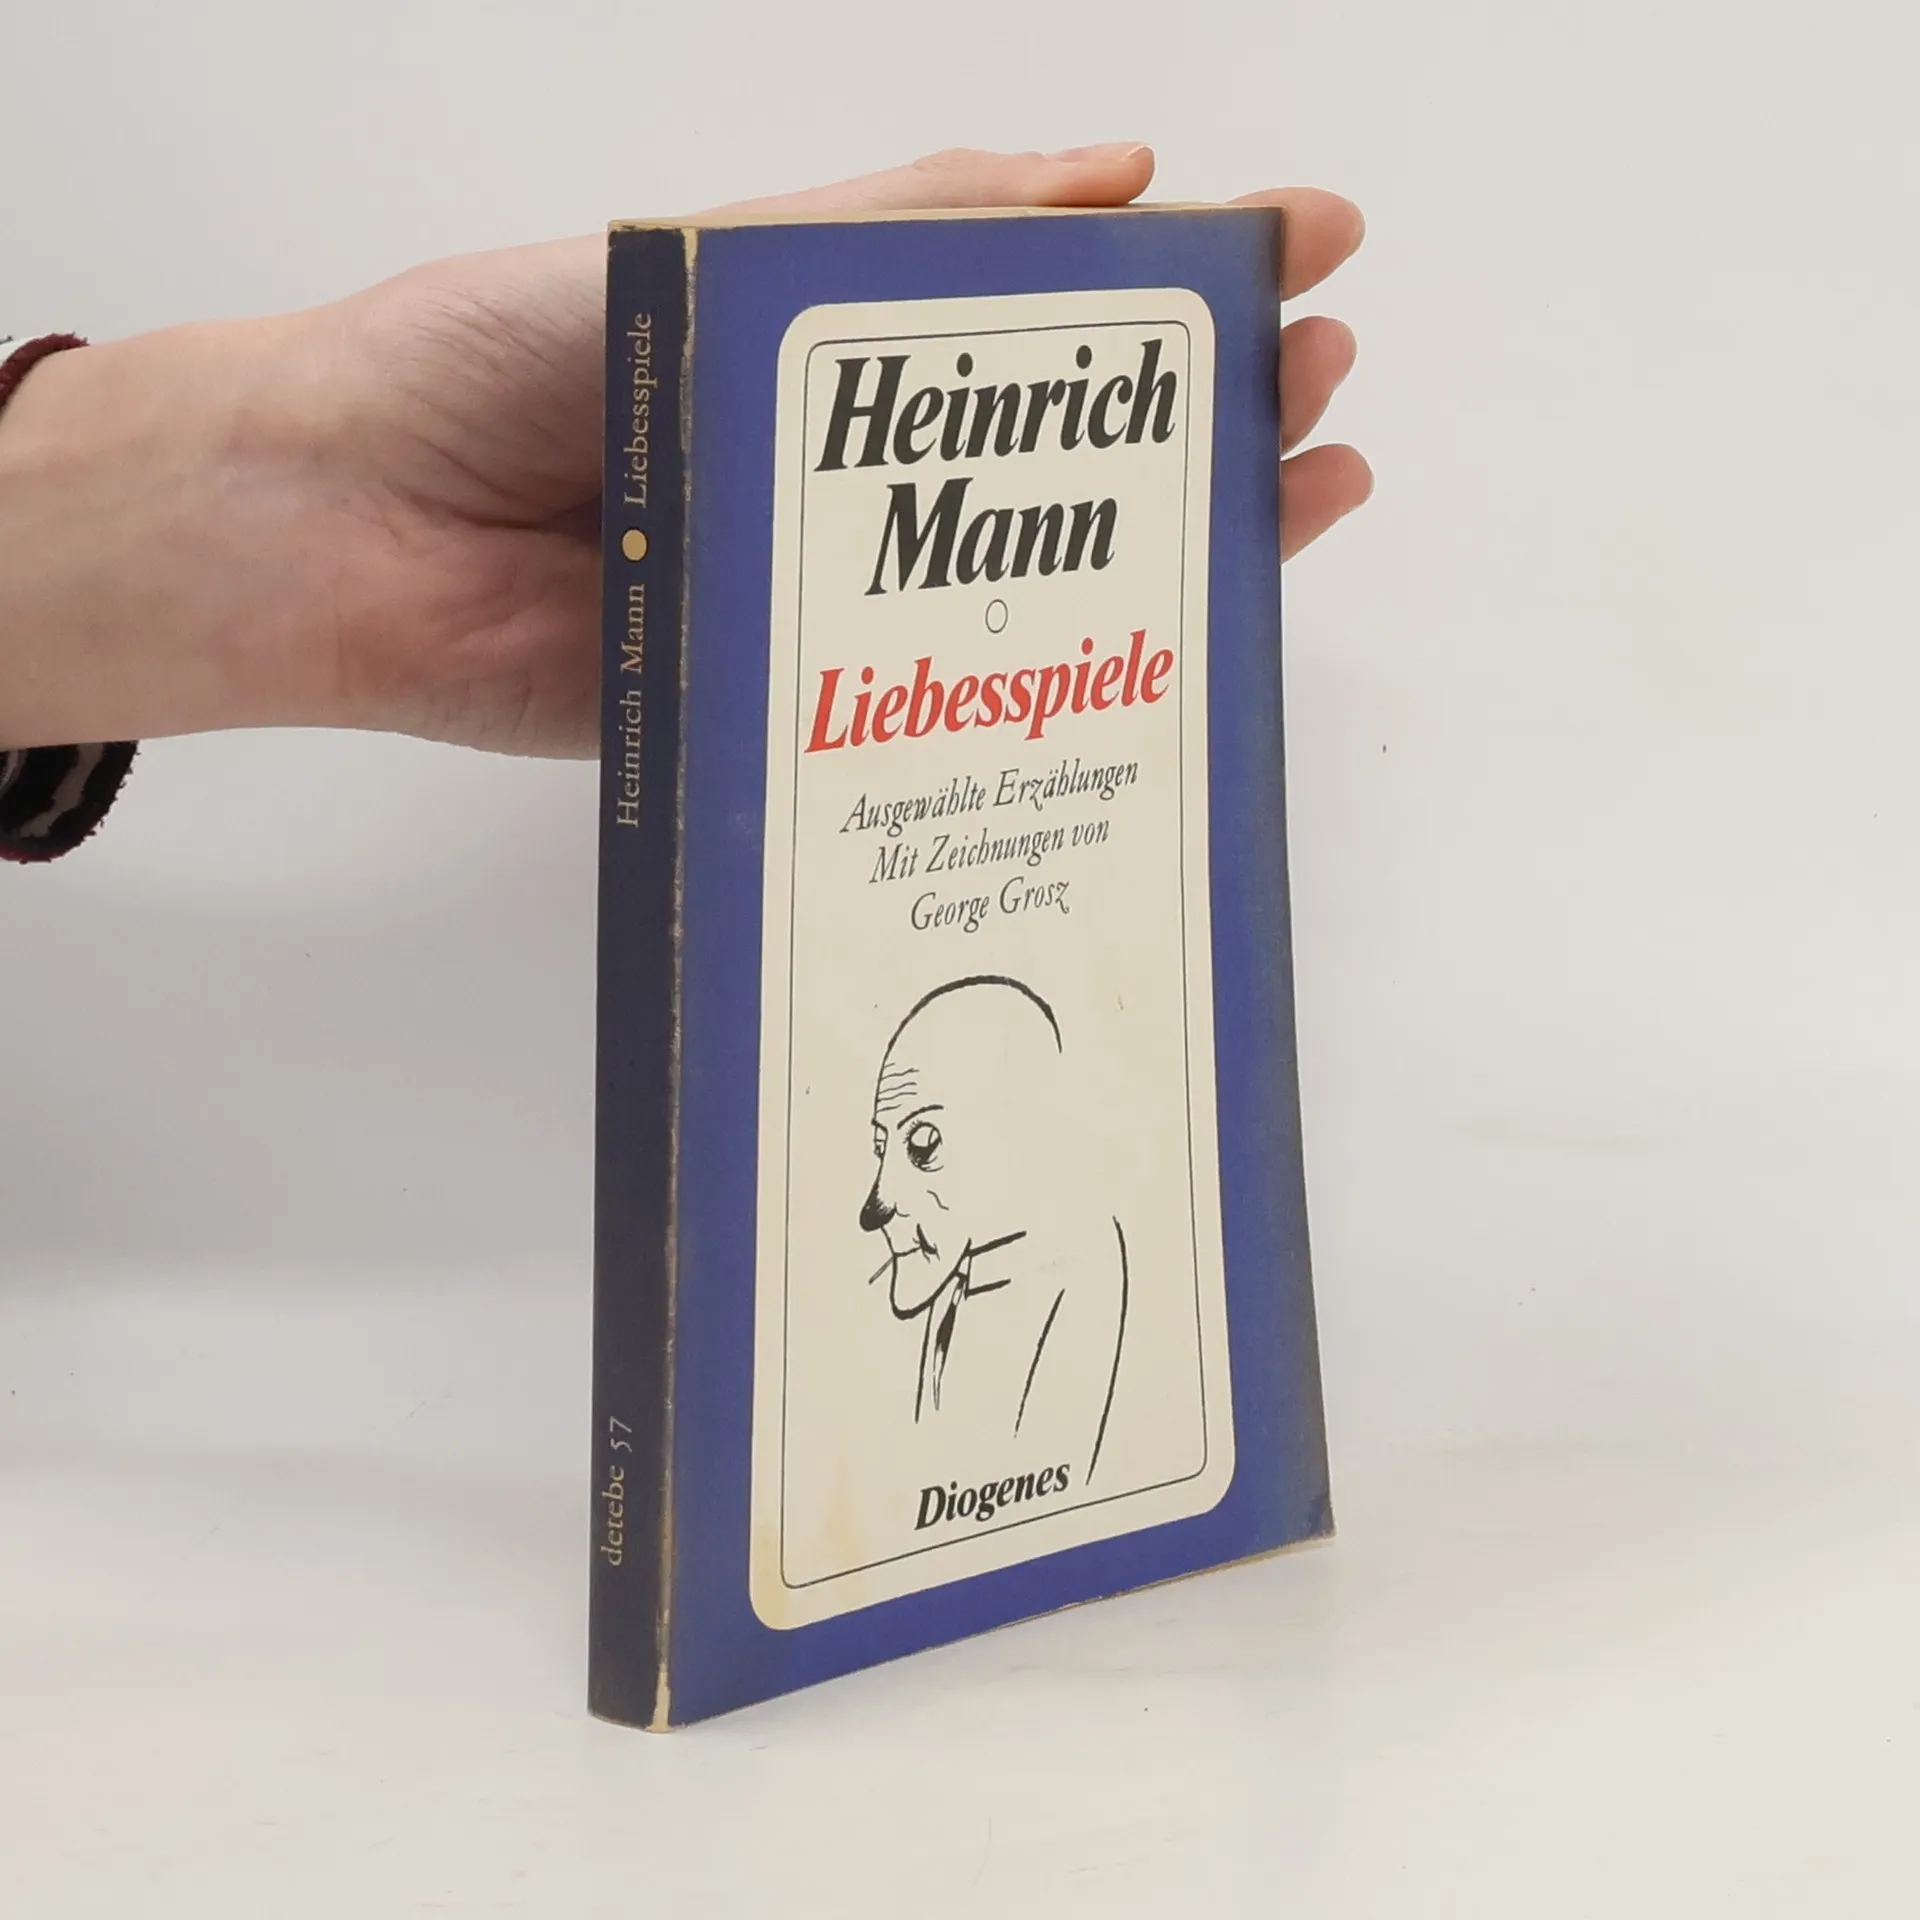 Heinrich Mann ● Liebesspiele
detebe 57
Heinrich
Mann
Liebesspiele
Ausgewählte Erzählungen
Mit Zeichnungen von
George Grosz
Diogenes